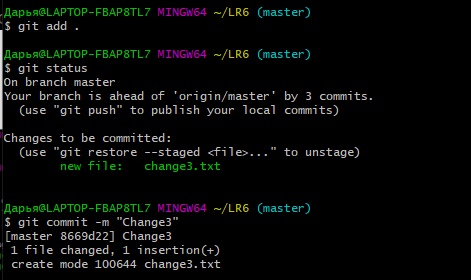 Дарья@LAPTOP-FBAP8TL7 MINGW64 ~/LR6 (master)
$ git add .
Дарья@LAPTOP-FBAP8TL7 MINGW64 ~/LR6 (master)
$ git status
On branch master
Your branch is ahead of 'origin/master' by 3 commits.
  (use "git push" to publish your local commits)
Changes to be committed:
  (use "git restore --staged <file>..." to unstage)
        new file:   change3.txt
Дарья@LAPTOP-FBAP8TL7 MINGW64 ~/LR6 (master)
$ git commit -m "Change3"
[master 8669d22] Change3
 1 file changed, 1 insertion(+)
 create mode 100644 change3.txt